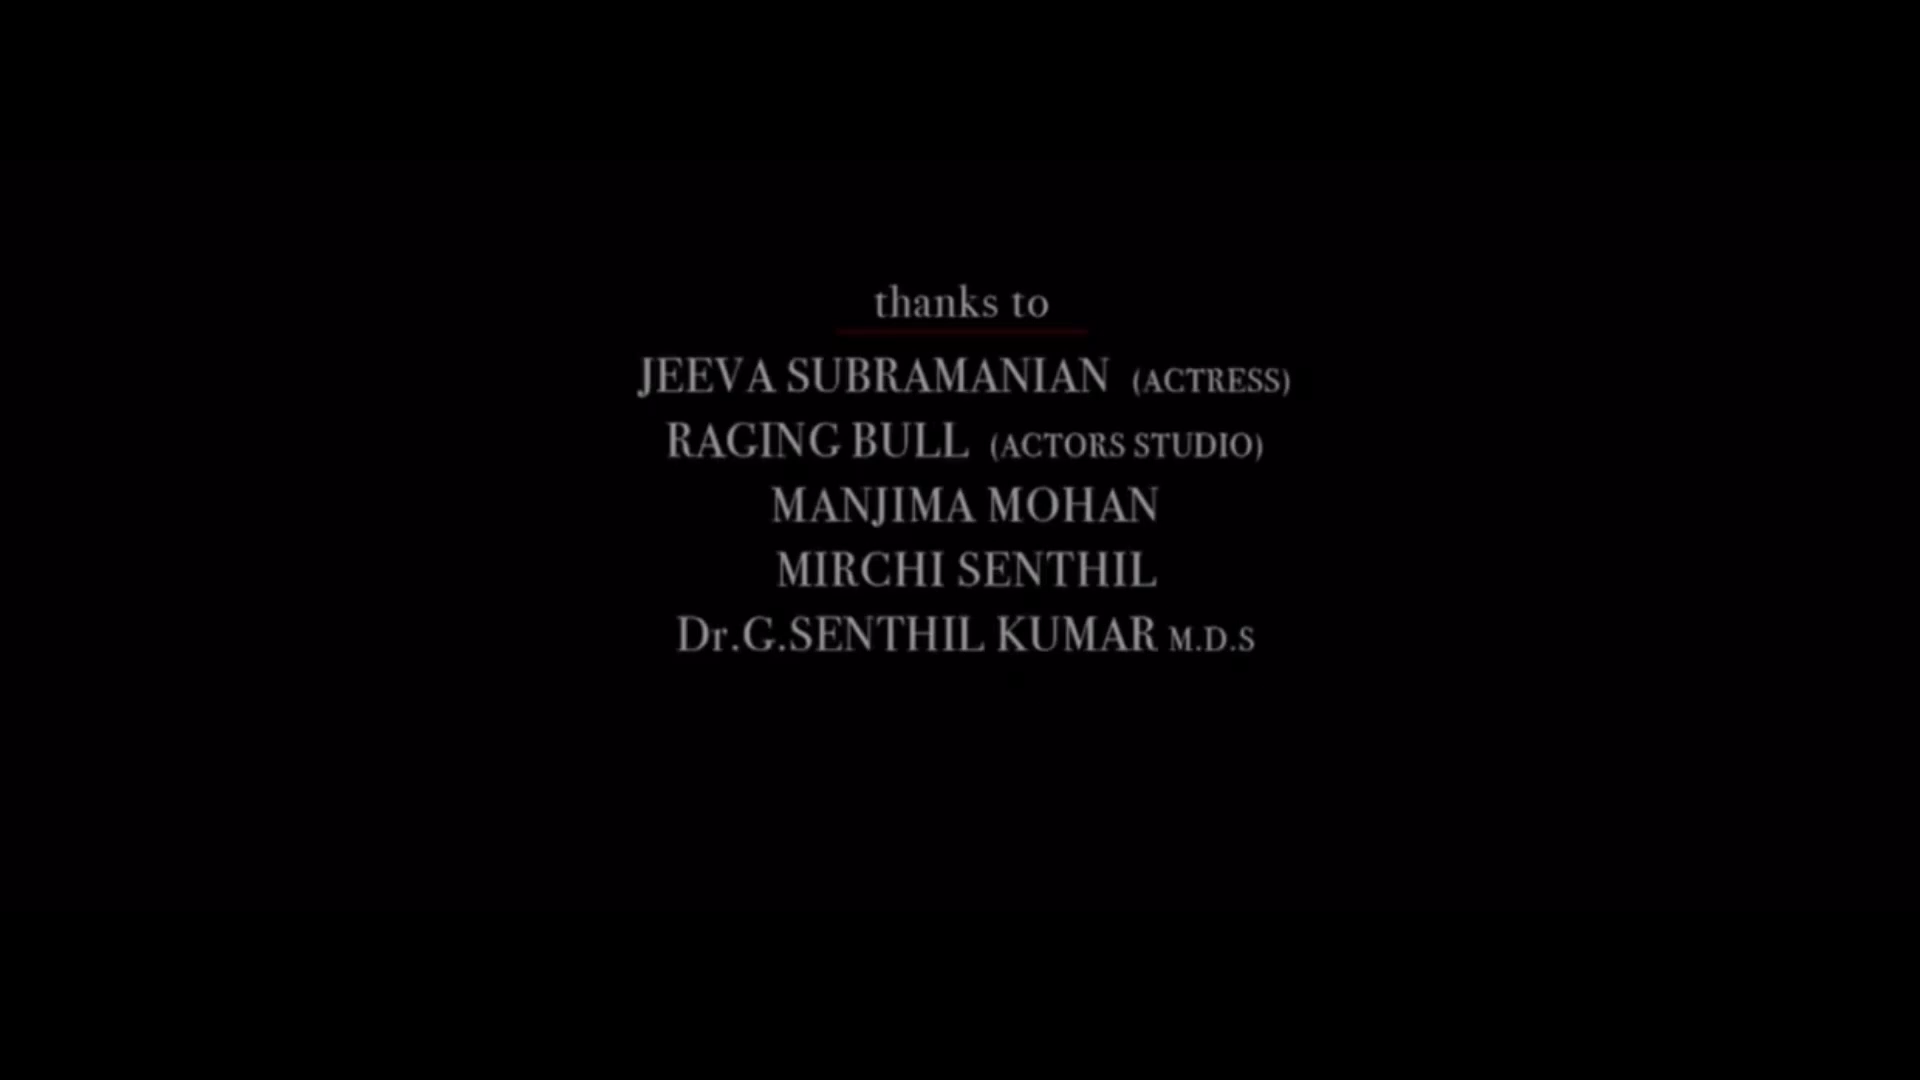 thanks to
JEEVA SUBRAMANIAN (ACTRESS)
RAGING BULL (ACTORS STUDIO)
MANJIMA MOHAN
MIRCHI SENTHIL
Dr.G.SENTHIL KUMAR M.D.S